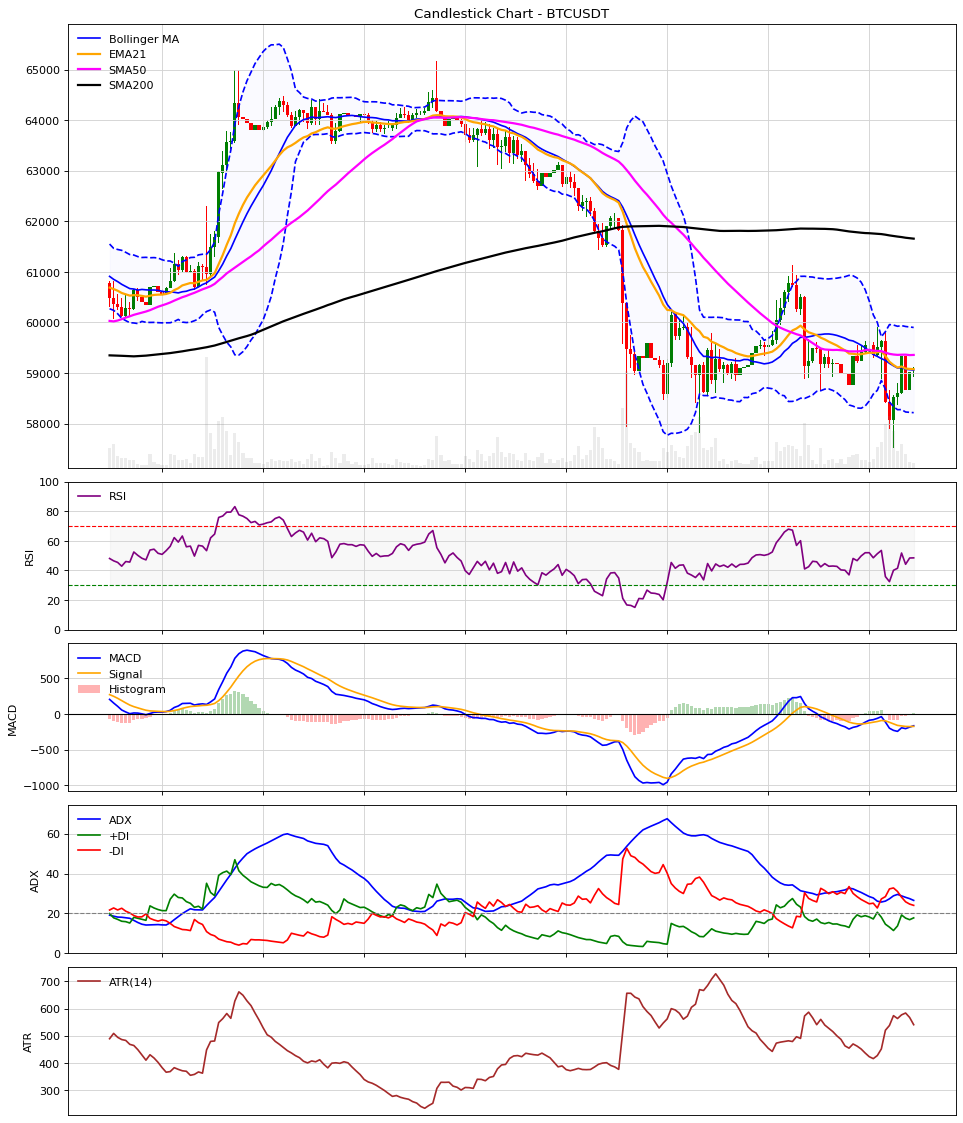 Candlestick Chart - BTCUSDT
Bollinger MA
EMA21
SMA50
SMA200
65000
64000
63000
62000
61000
60000
59000
58000
RSI
RSI
100
80
60
40
20
0
MACD
Signal
Histogram
MACD
500
0
−500
−1000
ADX
+DI
-DI
ADX
60
40
20
0
ATR(14)
ATR
700
600
500
400
300